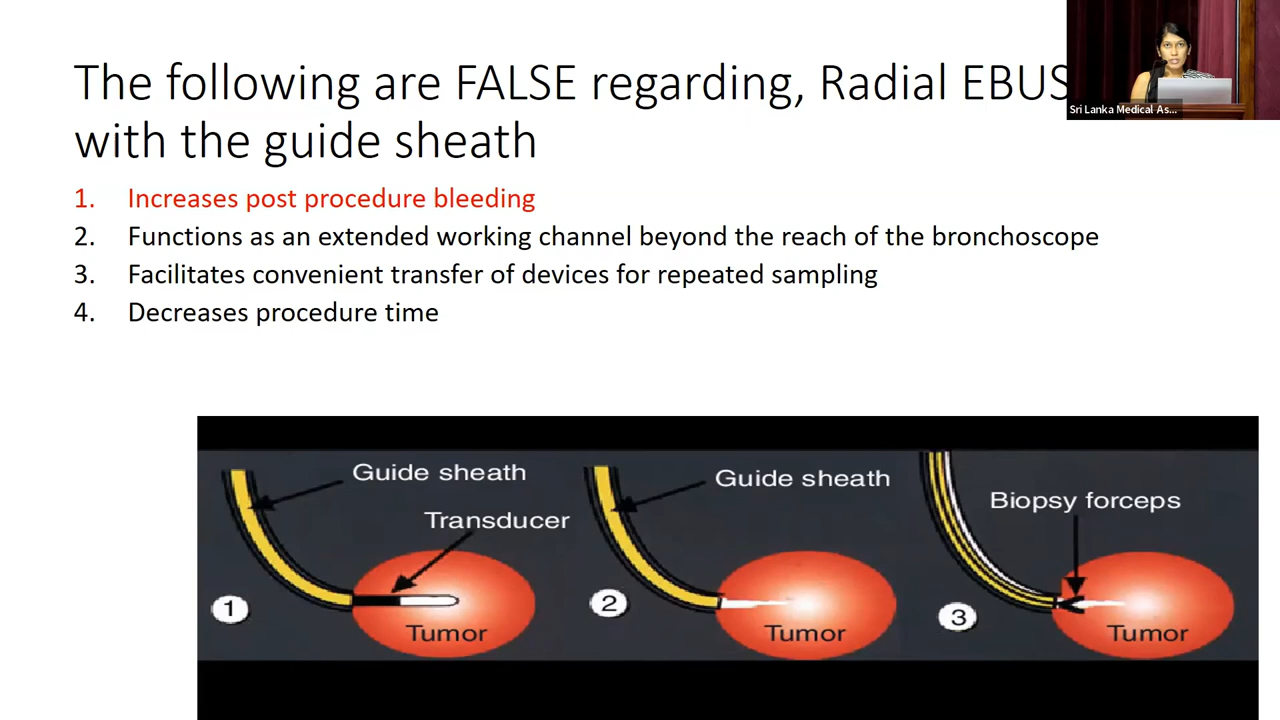 The following are FALSE regarding, Radial EBUS
with the guide sheath
Sri Lanka Medical As...
1. Increases post procedure bleeding
2. Functions as an extended working channel beyond the reach of the bronchoscope
3. Facilitates convenient transfer of devices for repeated sampling
4. Decreases procedure time
Guide sheath
Transducer
1
Tumor
Guide sheath
2
Tumor
Biopsy forceps
3
Tumor